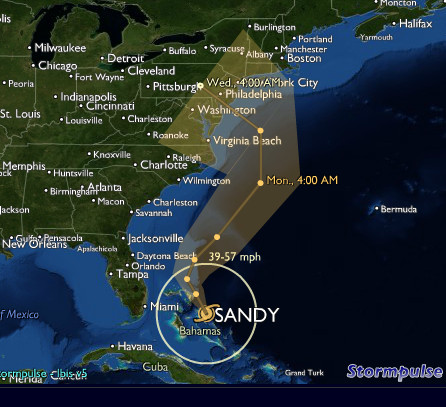 Moncton
Burlington
Halifax
Milwaukee
Portland
Yarmouth
Syracuse
Manchester
Buffalo
Detroit
Albany
Boston
Chicago
Cleveland
Fort Wayne
Peoria
Pittsburgh
Wed., 4:00 AM
York City
Indianapolis
Philadelphia
Cincinnati
Washington
St. Louis
Louisville
Charleston
Roanoke
Virginia Beach
Knoxville
Raleigh
Memphis
Charlotte
Huntsville
Mon., 4:00 AM
Wilmington
Birmingham
Atlanta
Macon
Charleston
Jackson
Savannah
Bermuda
New Orleans
Pensacola
Jacksonville
Apalachicola
Daytona Beach
39-57 mph
Orlando
Tampa
Miami
SANDY
of Mexico
Bahamas
Havana
Cuba
Grand Turk
Stormpulse